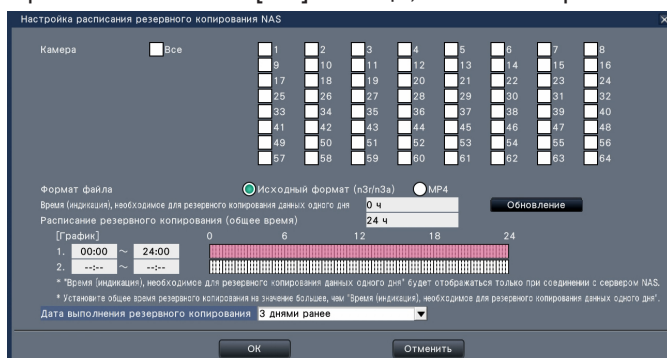 Настройка расписания резервного копирования NAS
Камера Все 1 2 3 4 5 6 7 8
9 10 11 12 13 14 15 16
17 18 19 20 21 22 23 24
25 26 27 28 29 30 31 32
33 34 35 36 37 38 39 40
41 42 43 44 45 46 47 48
49 50 51 52 53 54 55 56
57 58 59 60 61 62 63 64
Формат файла Исходный формат (n3r/n3a) MP4
Время (индикация), необходимое для резервного копирования данных одного дня 0 ч Обновление
Расписание резервного копирования (общее время) 24 ч
[График] 0 6 12 18 24
1. 00:00 ~ 24:00
2. --:-- ~ --:--
* "Время (индикация), необходимое для резервного копирования данных одного дня" будет отображаться только при соединении с сервером NAS.
* Установите общее время резервного копирования на значение большее, чем "Время (индикация), необходимое для резервного копирования данных одного дня".
Дата выполнения резервного копирования 3 днями ранее
ОК Отменить